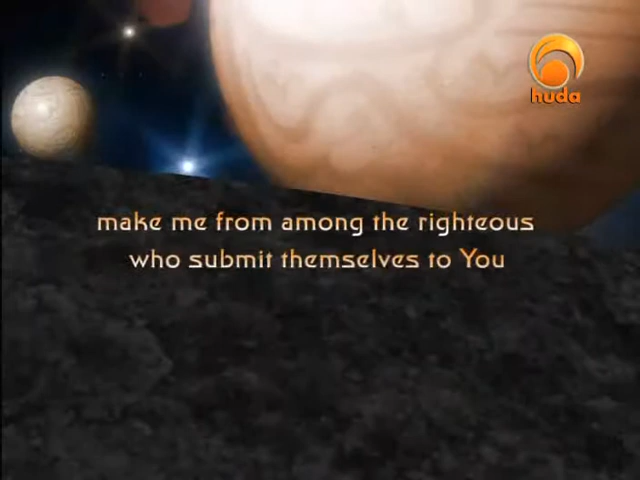 huda
make me from among the righteous
who submit themselves to You